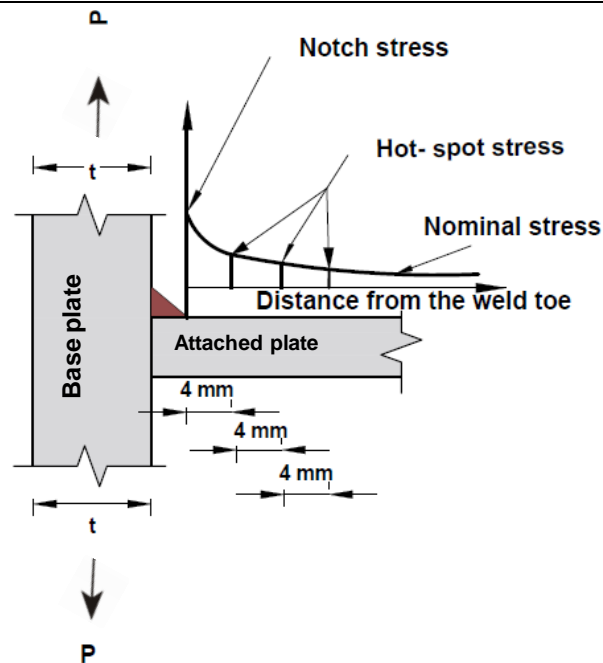 P
Notch stress
t
Hot- spot stress
Nominal stress
Distance from the weld toe
Base plate
Attached plate
4 mm
4 mm
4 mm
t
P